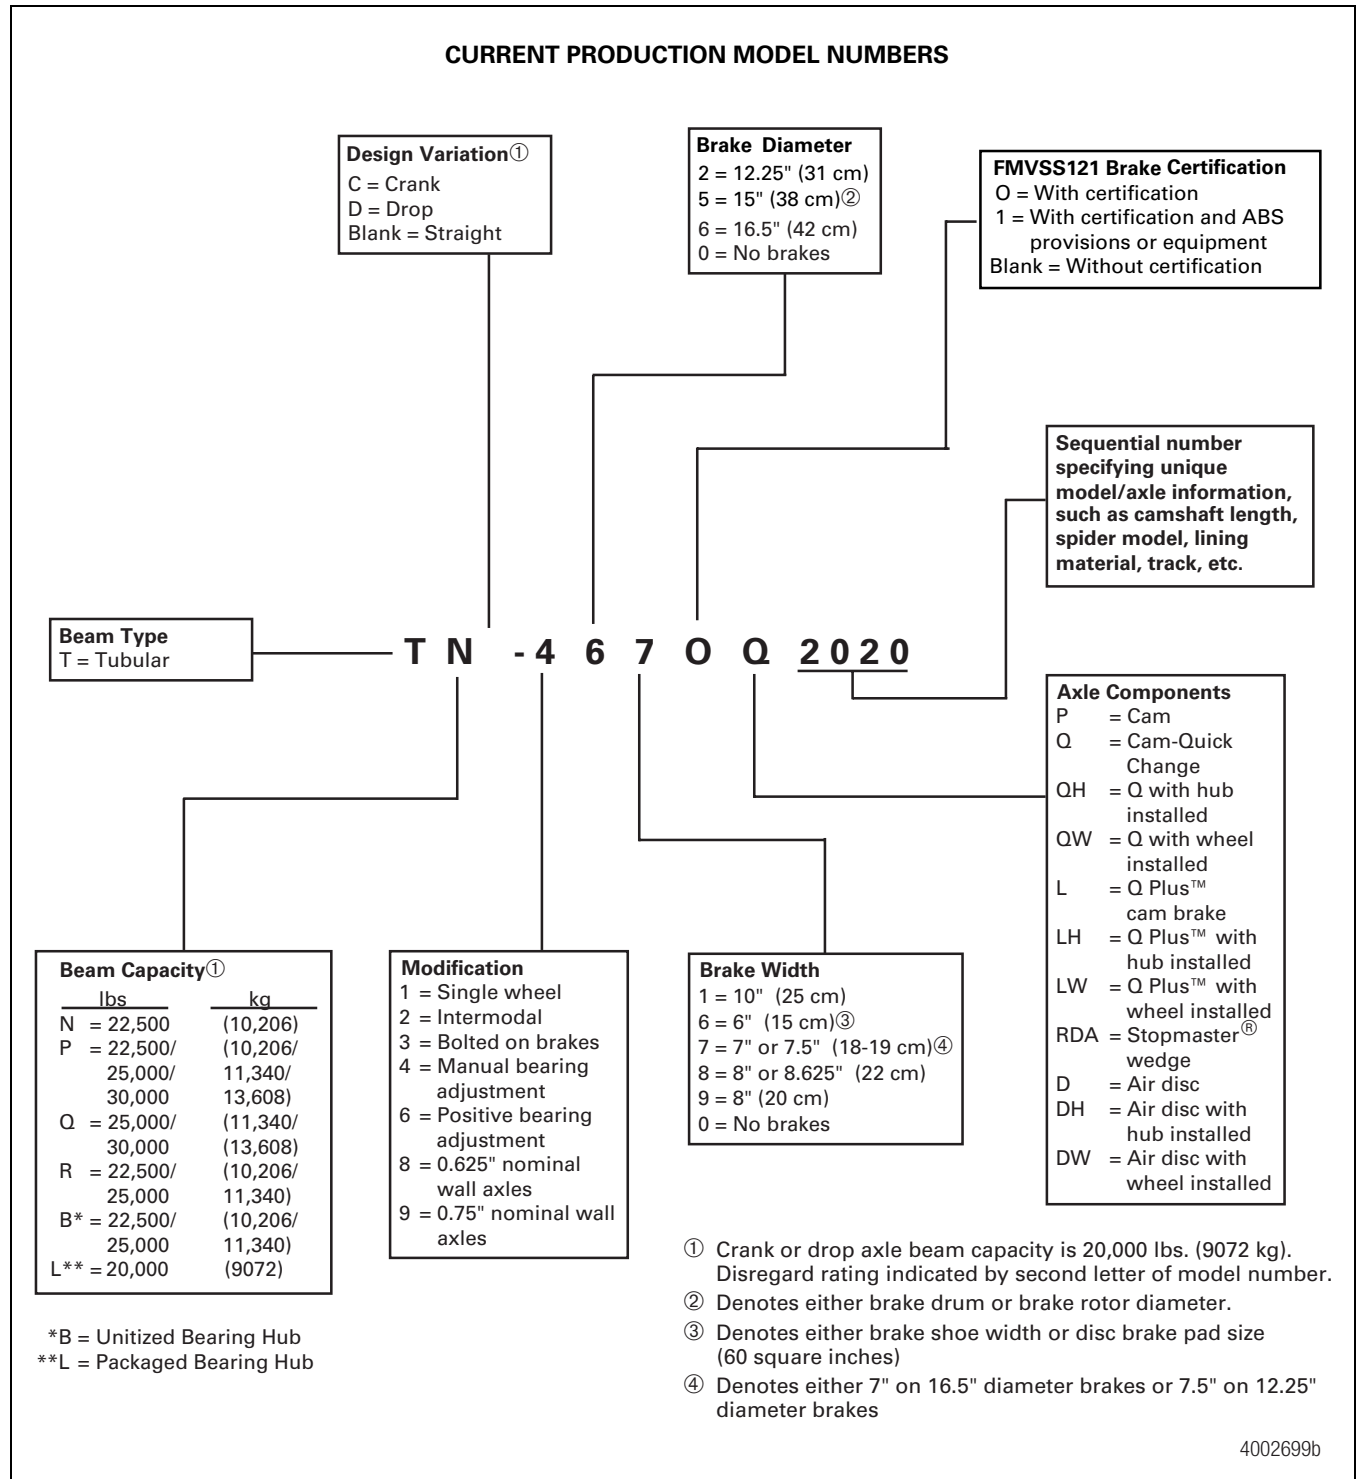 CURRENT PRODUCTION MODEL NUMBERS
Design Variation①
C = Crank
D = Drop
Blank = Straight
Brake Diameter
2 = 12.25" (31 cm)
5 = 15" (38 cm)②
6 = 16.5" (42 cm)
0 = No brakes
FMVSS121 Brake Certification
O = With certification
1 = With certification and ABS
provisions or equipment
Blank = Without certification
Sequential number
specifying unique
model/axle information,
such as camshaft length,
spider model, lining
material, track, etc.
Beam Type
T = Tubular
T N - 4 6 7 O Q 2 0 2 0
Beam Capacity①
lbs kg
N = 22,500 (10,206)
P = 22,500/ (10,206/
25,000/ 11,340/
30,000 13,608)
Q = 25,000/ (11,340/
30,000 (13,608)
R = 22,500/ (10,206/
25,000 11,340)
B* = 22,500/ (10,206/
25,000 11,340)
L** = 20,000 (9072)
*B = Unitized Bearing Hub
**L = Packaged Bearing Hub
Modification
1 = Single wheel
2 = Intermodal
3 = Bolted on brakes
4 = Manual bearing
adjustment
6 = Positive bearing
adjustment
8 = 0.625" nominal
wall axles
9 = 0.75" nominal wall
axles
Brake Width
1 = 10" (25 cm)
6 = 6" (15 cm)③
7 = 7" or 7.5" (18-19 cm)④
8 = 8" or 8.625" (22 cm)
9 = 8" (20 cm)
0 = No brakes
Axle Components
P = Cam
Q = Cam-Quick
Change
QH = Q with hub
installed
QW = Q with wheel
installed
L = Q Plus™
cam brake
LH = Q Plus™ with
hub installed
LW = Q Plus™ with
wheel installed
RDA = Stopmaster®
wedge
D = Air disc
DH = Air disc with
hub installed
DW = Air disc with
wheel installed
① Crank or drop axle beam capacity is 20,000 lbs. (9072 kg).
Disregard rating indicated by second letter of model number.
② Denotes either brake drum or brake rotor diameter.
③ Denotes either brake shoe width or disc brake pad size
(60 square inches)
④ Denotes either 7" on 16.5" diameter brakes or 7.5" on 12.25"
diameter brakes
4002699b